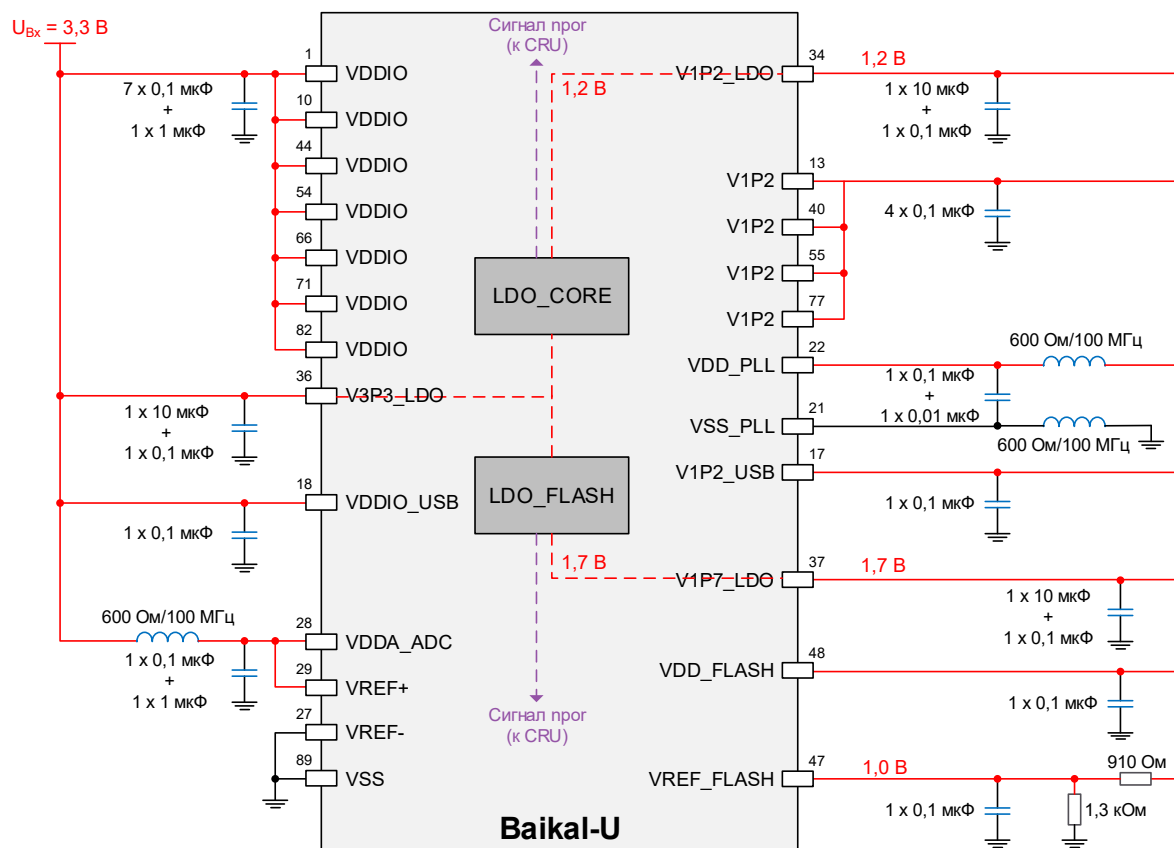 U_Вх = 3,3 В
7 x 0,1 мкФ
+
1 x 1 мкФ
1
VDDIO
10
VDDIO
44
VDDIO
54
VDDIO
66
VDDIO
71
VDDIO
82
VDDIO
36
V3P3_LDO
1 x 10 мкФ
+
1 x 0,1 мкФ
18
VDDIO_USB
1 x 0,1 мкФ
600 Ом/100 МГц
28
VDDA_ADC
1 x 0,1 мкФ
+
1 x 1 мкФ
29
VREF+
27
VREF-
89
VSS
Сигнал npor
(к CRU)
1,2 В
LDO_CORE
LDO_FLASH
1,7 В
Сигнал npor
(к CRU)
Baikal-U
34
V1P2_LDO
1,2 В
1 x 10 мкФ
+
1 x 0,1 мкФ
13
V1P2
4 x 0,1 мкФ
40
V1P2
55
V1P2
77
V1P2
22
VDD_PLL
600 Ом/100 МГц
1 x 0,1 мкФ
+
1 x 0,01 мкФ
21
VSS_PLL
600 Ом/100 МГц
17
V1P2_USB
1 x 0,1 мкФ
37
V1P7_LDO
1,7 В
1 x 10 мкФ
+
1 x 0,1 мкФ
48
VDD_FLASH
1 x 0,1 мкФ
47
VREF_FLASH
1,0 В
910 Ом
1 x 0,1 мкФ
1,3 кОм